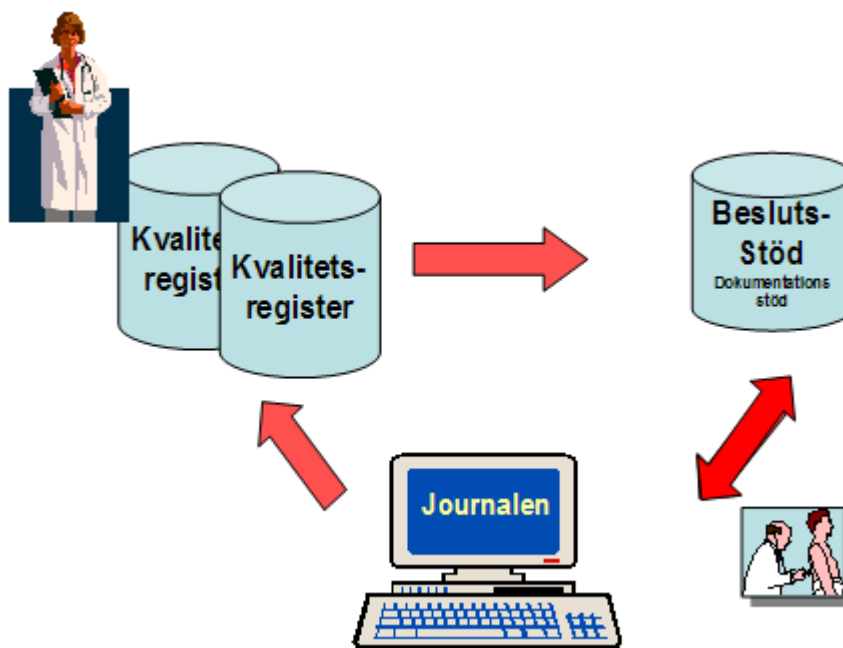 Kvalite
regist
Kvalitets-
register
Besluts-
Stöd
Dokumentations
stöd
Journalen